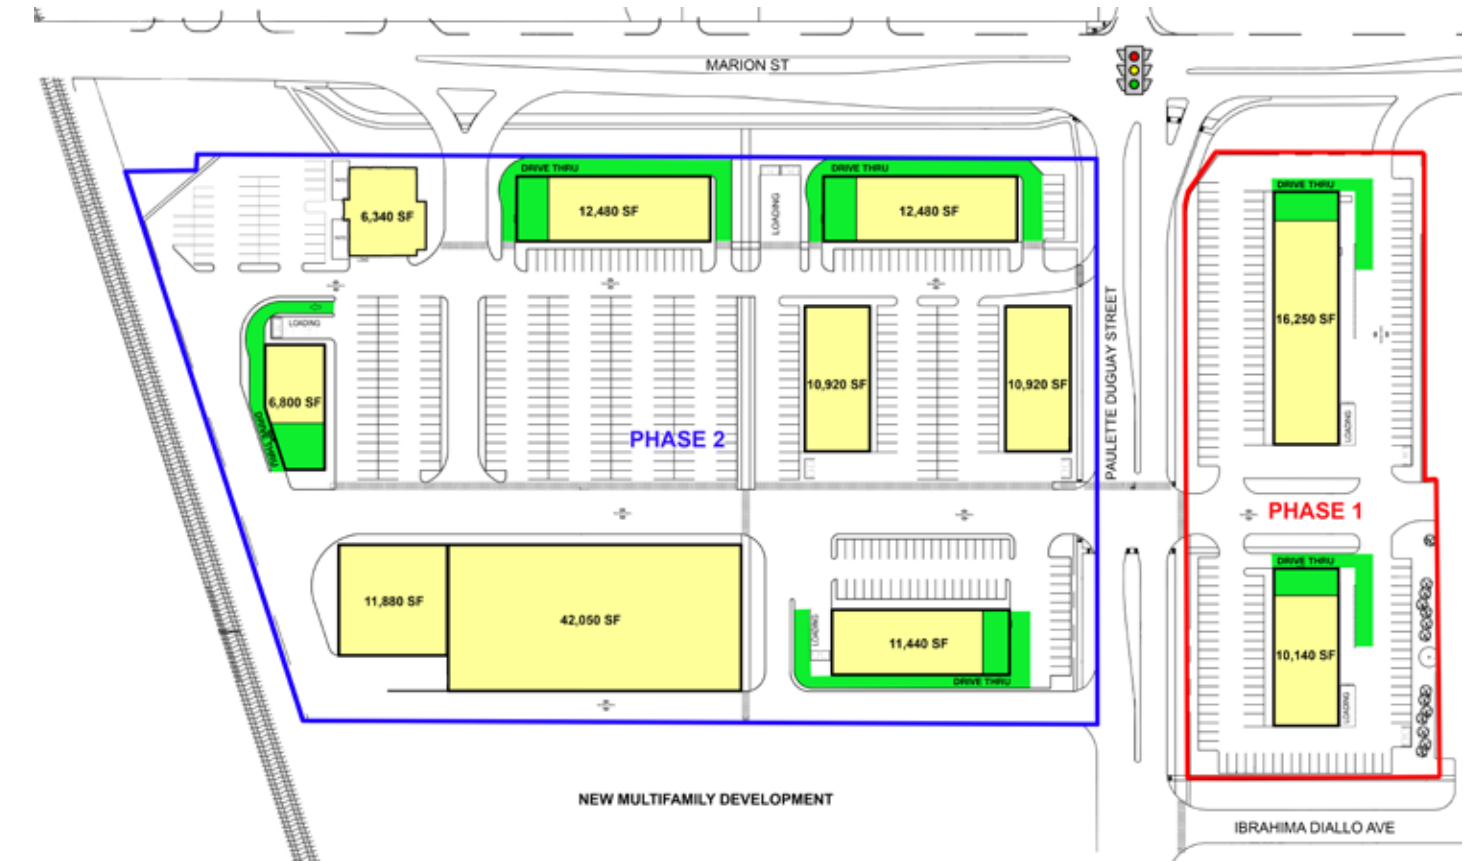 MARION ST
DRIVE THRU
DRIVE THRU
DRIVE THRU
6,340 SF
12,480 SF
LOADING
12,480 SF
LOADING
PAULETTE DUGUAY STREET
16,250 SF
6,800 SF
DRIVE THRU
10,920 SF
10,920 SF
LOADING
PHASE 2
PHASE 1
DRIVE THRU
11,880 SF
42,050 SF
LOADING
11,440 SF
DRIVE THRU
10,140 SF
LOADING
NEW MULTIFAMILY DEVELOPMENT
IBRAHIMA DIALLO AVE